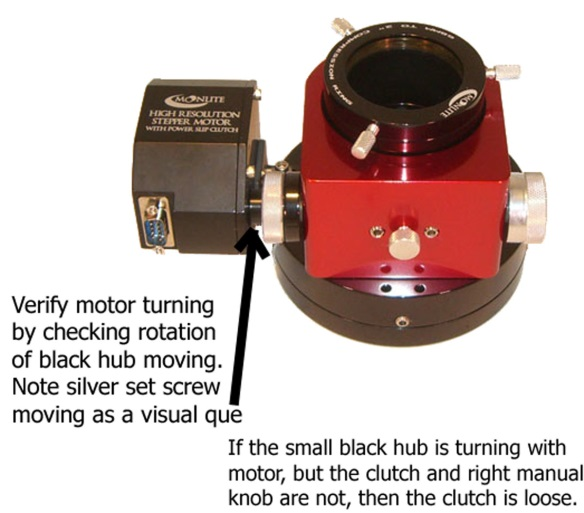 MOONLITE
HIGH RESOLUTION
STEPPER MOTOR
WITH POWER SLIP CLUTCH
MOONLITE
COMPRESSION
Verify motor turning
by checking rotation
of black hub moving.
Note silver set screw
moving as a visual que
If the small black hub is turning with
motor, but the clutch and right manual
knob are not, then the clutch is loose.